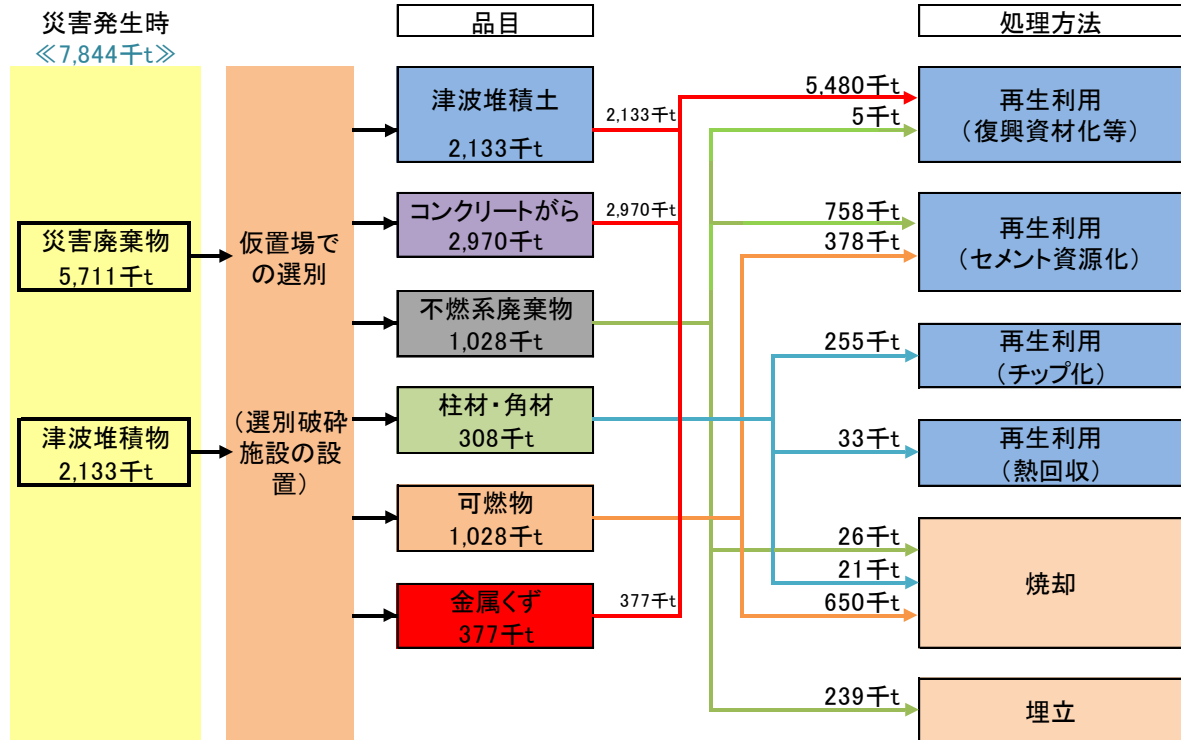 災害発生時
≪7,844千t≫
災害廃棄物
5,711千t
津波堆積物
2,133千t
仮置場で
の選別
（選別破砕
施設の設
置）
品目
津波堆積土
2,133千t
コンクリートがら
2,970千t
不燃系廃棄物
1,028千t
柱材・角材
308千t
可燃物
1,028千t
金属くず
377千t
2,133千t
2,970千t
377千t
処理方法
5,480千t
5千t
再生利用
（復興資材化等）
758千t
378千t
再生利用
（セメント資源化）
255千t
再生利用
（チップ化）
33千t
再生利用
（熱回収）
26千t
21千t
650千t
焼却
239千t
埋立